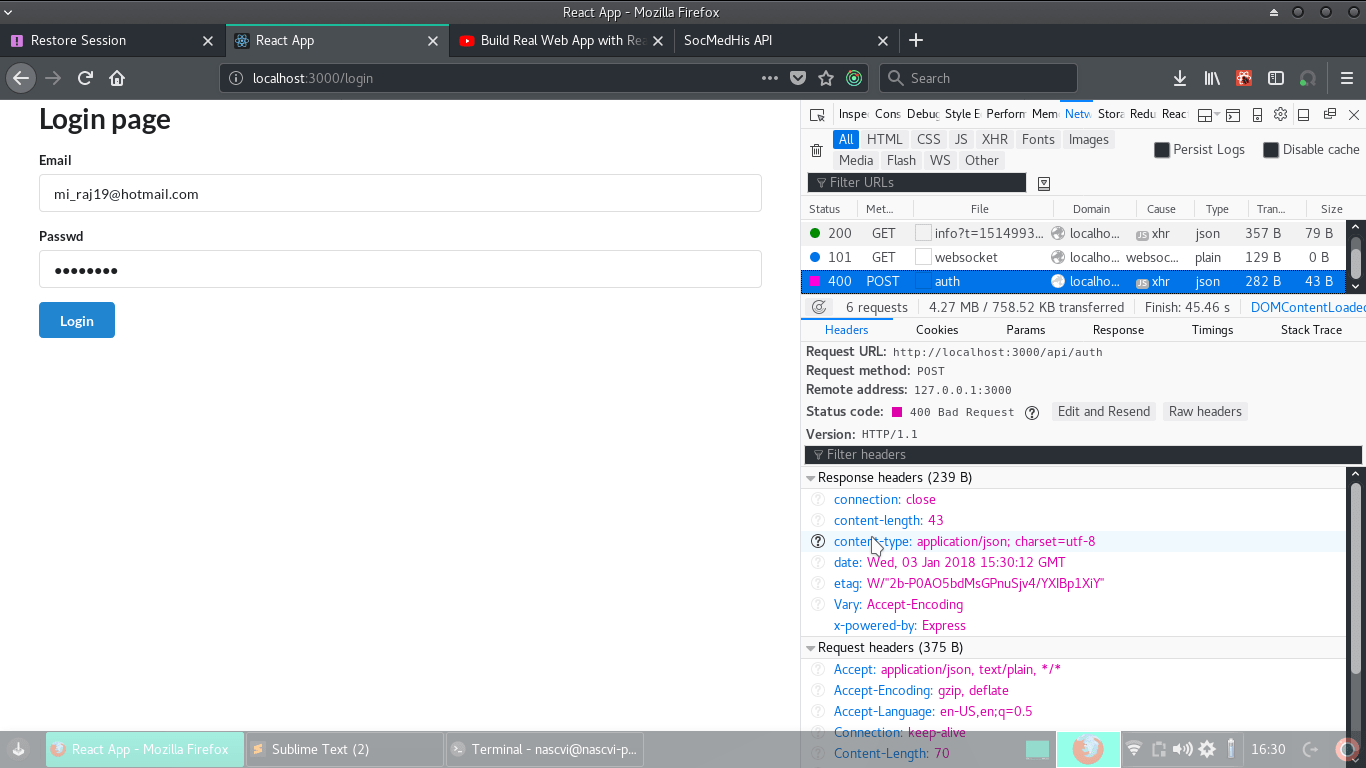 React App - Mozilla Firefox
Restore Session
React App
Build Real Web App with Rea
SocMedHis API
localhost:3000/login
Search
Login page
Email
mi_raj19@hotmail.com
Passwd
••••••••
Login
Inspe Cons Debug Style E Perform Mem Netw Stora Redu Reac
All HTML CSS JS XHR Fonts Images
Media Flash WS Other
Persist Logs Disable cache
Filter URLs
Status Met… File Domain Cause Type Tran… Size
200 GET info?t=1514993… localho… JS xhr json 357 B 79 B
101 GET websocket localho… websoc… plain 129 B 0 B
400 POST auth localho… JS xhr json 282 B 43 B
6 requests 4.27 MB / 758.52 KB transferred Finish: 45.46 s DOMContentLoaded
Headers Cookies Params Response Timings Stack Trace
Request URL: http://localhost:3000/api/auth
Request method: POST
Remote address: 127.0.0.1:3000
Status code: 400 Bad Request Edit and Resend Raw headers
Version: HTTP/1.1
Filter headers
Response headers (239 B)
connection: close
content-length: 43
content-type: application/json; charset=utf-8
date: Wed, 03 Jan 2018 15:30:12 GMT
etag: W/"2b-P0AO5bdMsGPnuSjv4/YXIBp1XiY"
Vary: Accept-Encoding
x-powered-by: Express
Request headers (375 B)
Accept: application/json, text/plain, */*
Accept-Encoding: gzip, deflate
Accept-Language: en-US,en;q=0.5
Connection: keep-alive
Content-Length: 70
React App - Mozilla Firefox
Sublime Text (2)
Terminal - nascvi@nascvi-p...
16:30